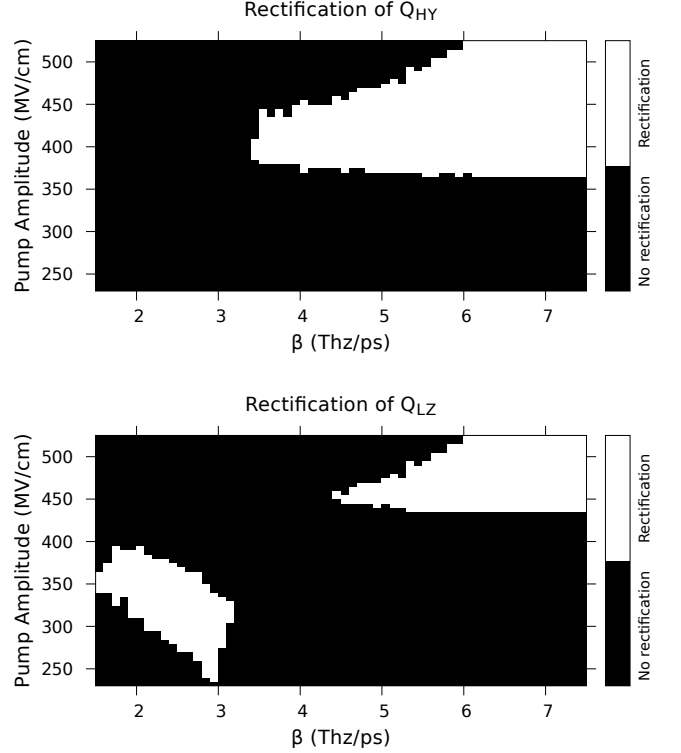 Rectification of Q_HY
Pump Amplitude (MV/cm)
500
450
400
350
300
250
2 3 4 5 6 7
β (Thz/ps)
Rectification
No rectification
Rectification of Q_LZ
Pump Amplitude (MV/cm)
500
450
400
350
300
250
2 3 4 5 6 7
β (Thz/ps)
Rectification
No rectification